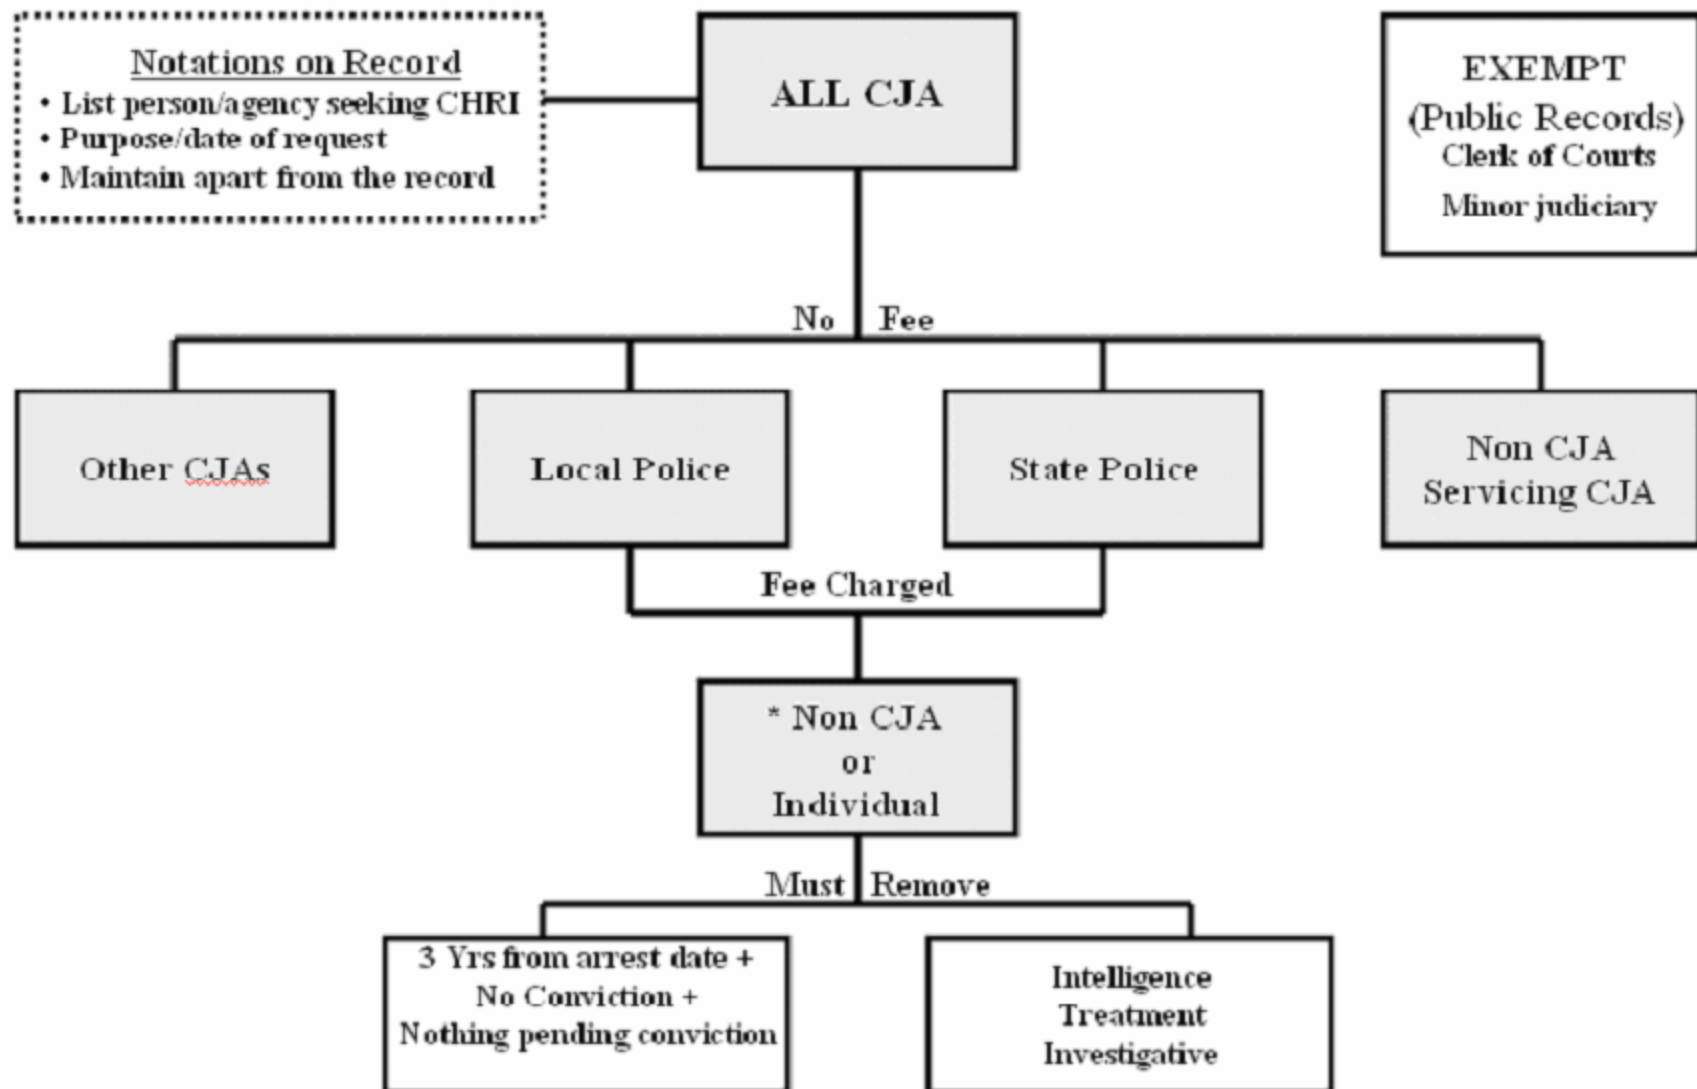 Notations on Record
• List person/agency seeking CHRI
• Purpose/date of request
• Maintain apart from the record
ALL CJA
EXEMPT
(Public Records)
Clerk of Courts
Minor judiciary
No Fee
Other CJAs
Local Police
State Police
Non CJA
Servicing CJA
Fee Charged
* Non CJA
or
Individual
Must Remove
3 Yrs from arrest date +
No Conviction +
Nothing pending conviction
Intelligence
Treatment
Investigative